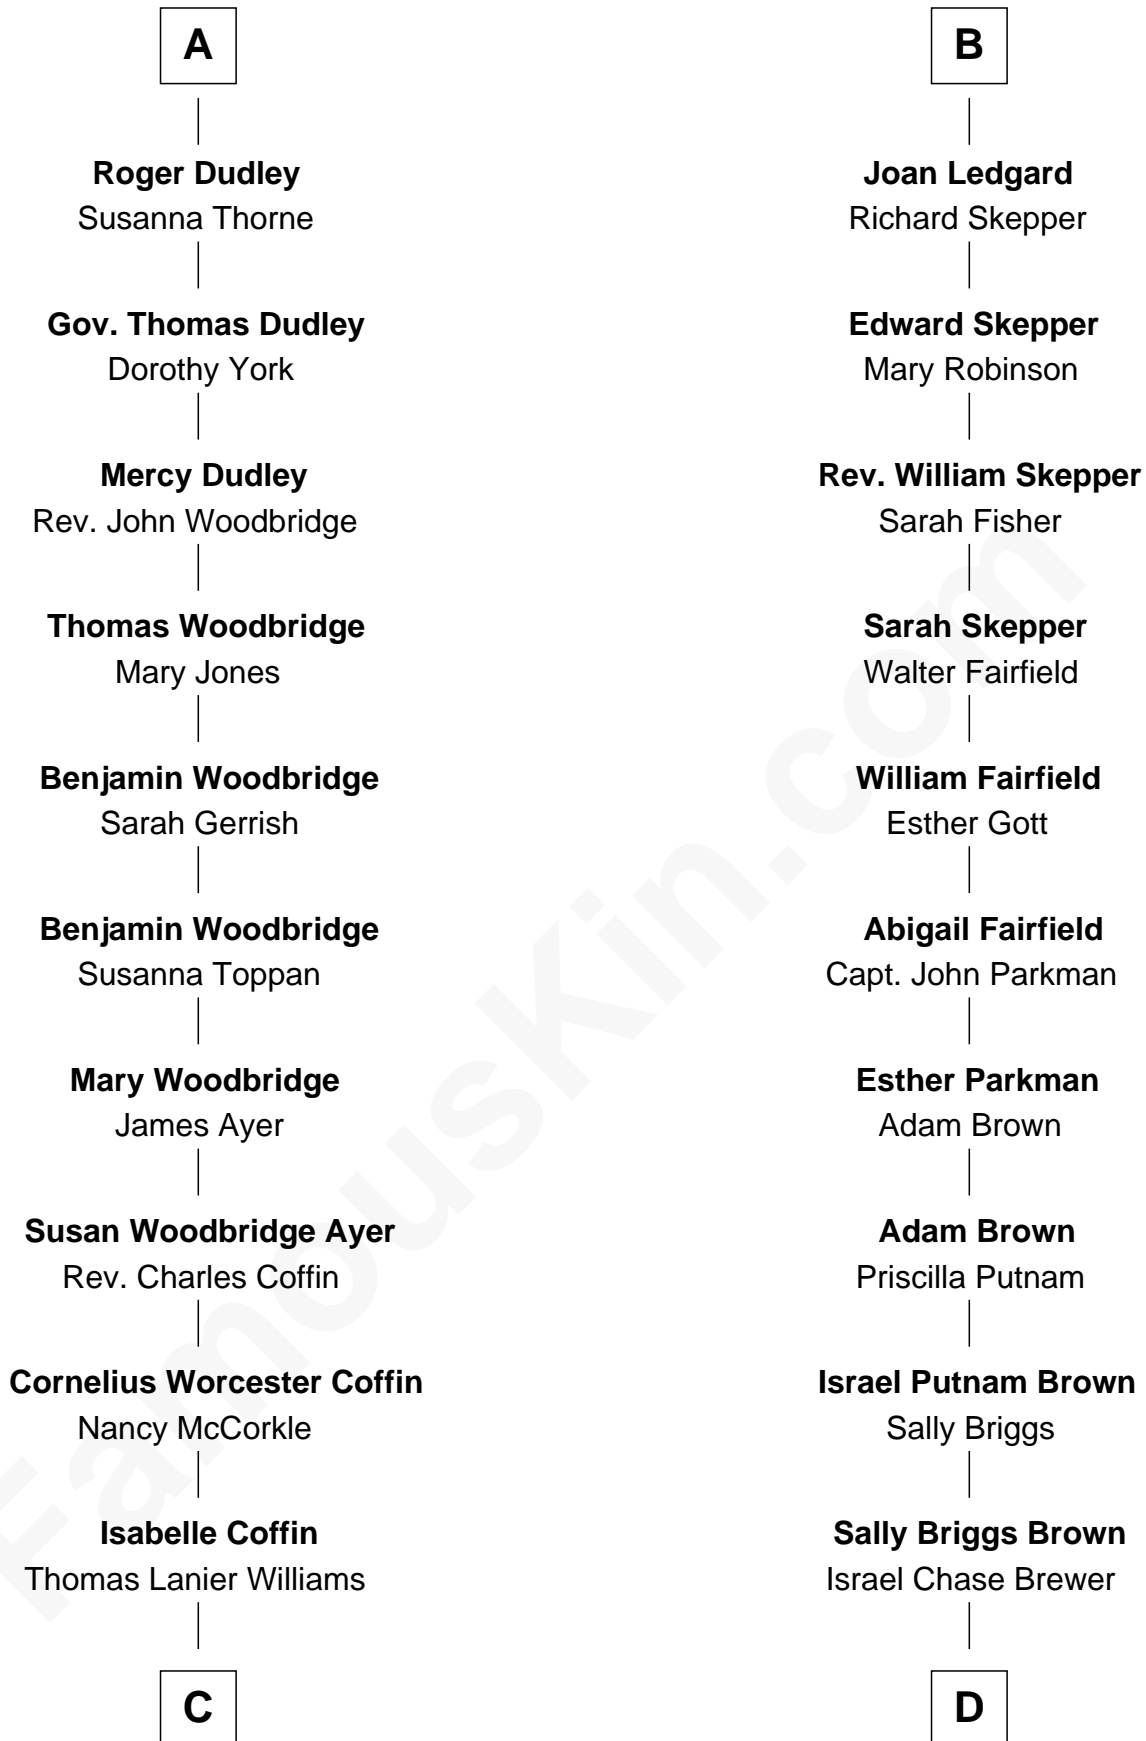 A
Roger Dudley
Susanna Thorne
Gov. Thomas Dudley
Dorothy York
Mercy Dudley
Rev. John Woodbridge
Thomas Woodbridge
Mary Jones
Benjamin Woodbridge
Sarah Gerrish
Benjamin Woodbridge
Susanna Toppan
Mary Woodbridge
James Ayer
Susan Woodbridge Ayer
Rev. Charles Coffin
Cornelius Worcester Coffin
Nancy McCorkle
Isabelle Coffin
Thomas Lanier Williams
C
B
Joan Ledgard
Richard Skepper
Edward Skepper
Mary Robinson
Rev. William Skepper
Sarah Fisher
Sarah Skepper
Walter Fairfield
William Fairfield
Esther Gott
Abigail Fairfield
Capt. John Parkman
Esther Parkman
Adam Brown
Adam Brown
Priscilla Putnam
Israel Putnam Brown
Sally Briggs
Sally Briggs Brown
Israel Chase Brewer
D
FamousKin.com